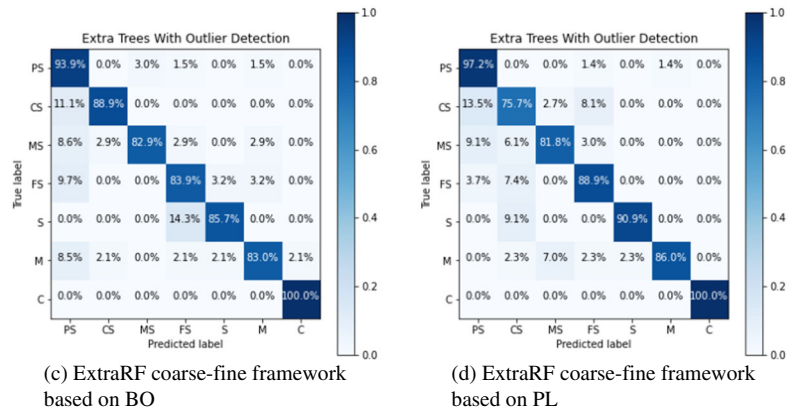 Extra Trees With Outlier Detection
PS 93.9% 0.0% 3.0% 1.5% 0.0% 1.5% 0.0%
CS 11.1% 88.9% 0.0% 0.0% 0.0% 0.0% 0.0%
MS 8.6% 2.9% 82.9% 2.9% 0.0% 2.9% 0.0%
FS 9.7% 0.0% 0.0% 83.9% 3.2% 3.2% 0.0%
S 0.0% 0.0% 0.0% 14.3% 85.7% 0.0% 0.0%
M 8.5% 2.1% 0.0% 2.1% 2.1% 83.0% 2.1%
C 0.0% 0.0% 0.0% 0.0% 0.0% 0.0% 100.0%
PS CS MS FS S M C
True label
Predicted label
1.0
0.8
0.6
0.4
0.2
0.0
(c) ExtraRF coarse-fine framework
based on BO
Extra Trees With Outlier Detection
PS 97.2% 0.0% 0.0% 1.4% 0.0% 1.4% 0.0%
CS 13.5% 75.7% 2.7% 8.1% 0.0% 0.0% 0.0%
MS 9.1% 6.1% 81.8% 3.0% 0.0% 0.0% 0.0%
FS 3.7% 7.4% 0.0% 88.9% 0.0% 0.0% 0.0%
S 0.0% 9.1% 0.0% 0.0% 90.9% 0.0% 0.0%
M 0.0% 2.3% 7.0% 2.3% 2.3% 86.0% 0.0%
C 0.0% 0.0% 0.0% 0.0% 0.0% 0.0% 100.0%
PS CS MS FS S M C
True label
Predicted label
1.0
0.8
0.6
0.4
0.2
0.0
(d) ExtraRF coarse-fine framework
based on PL